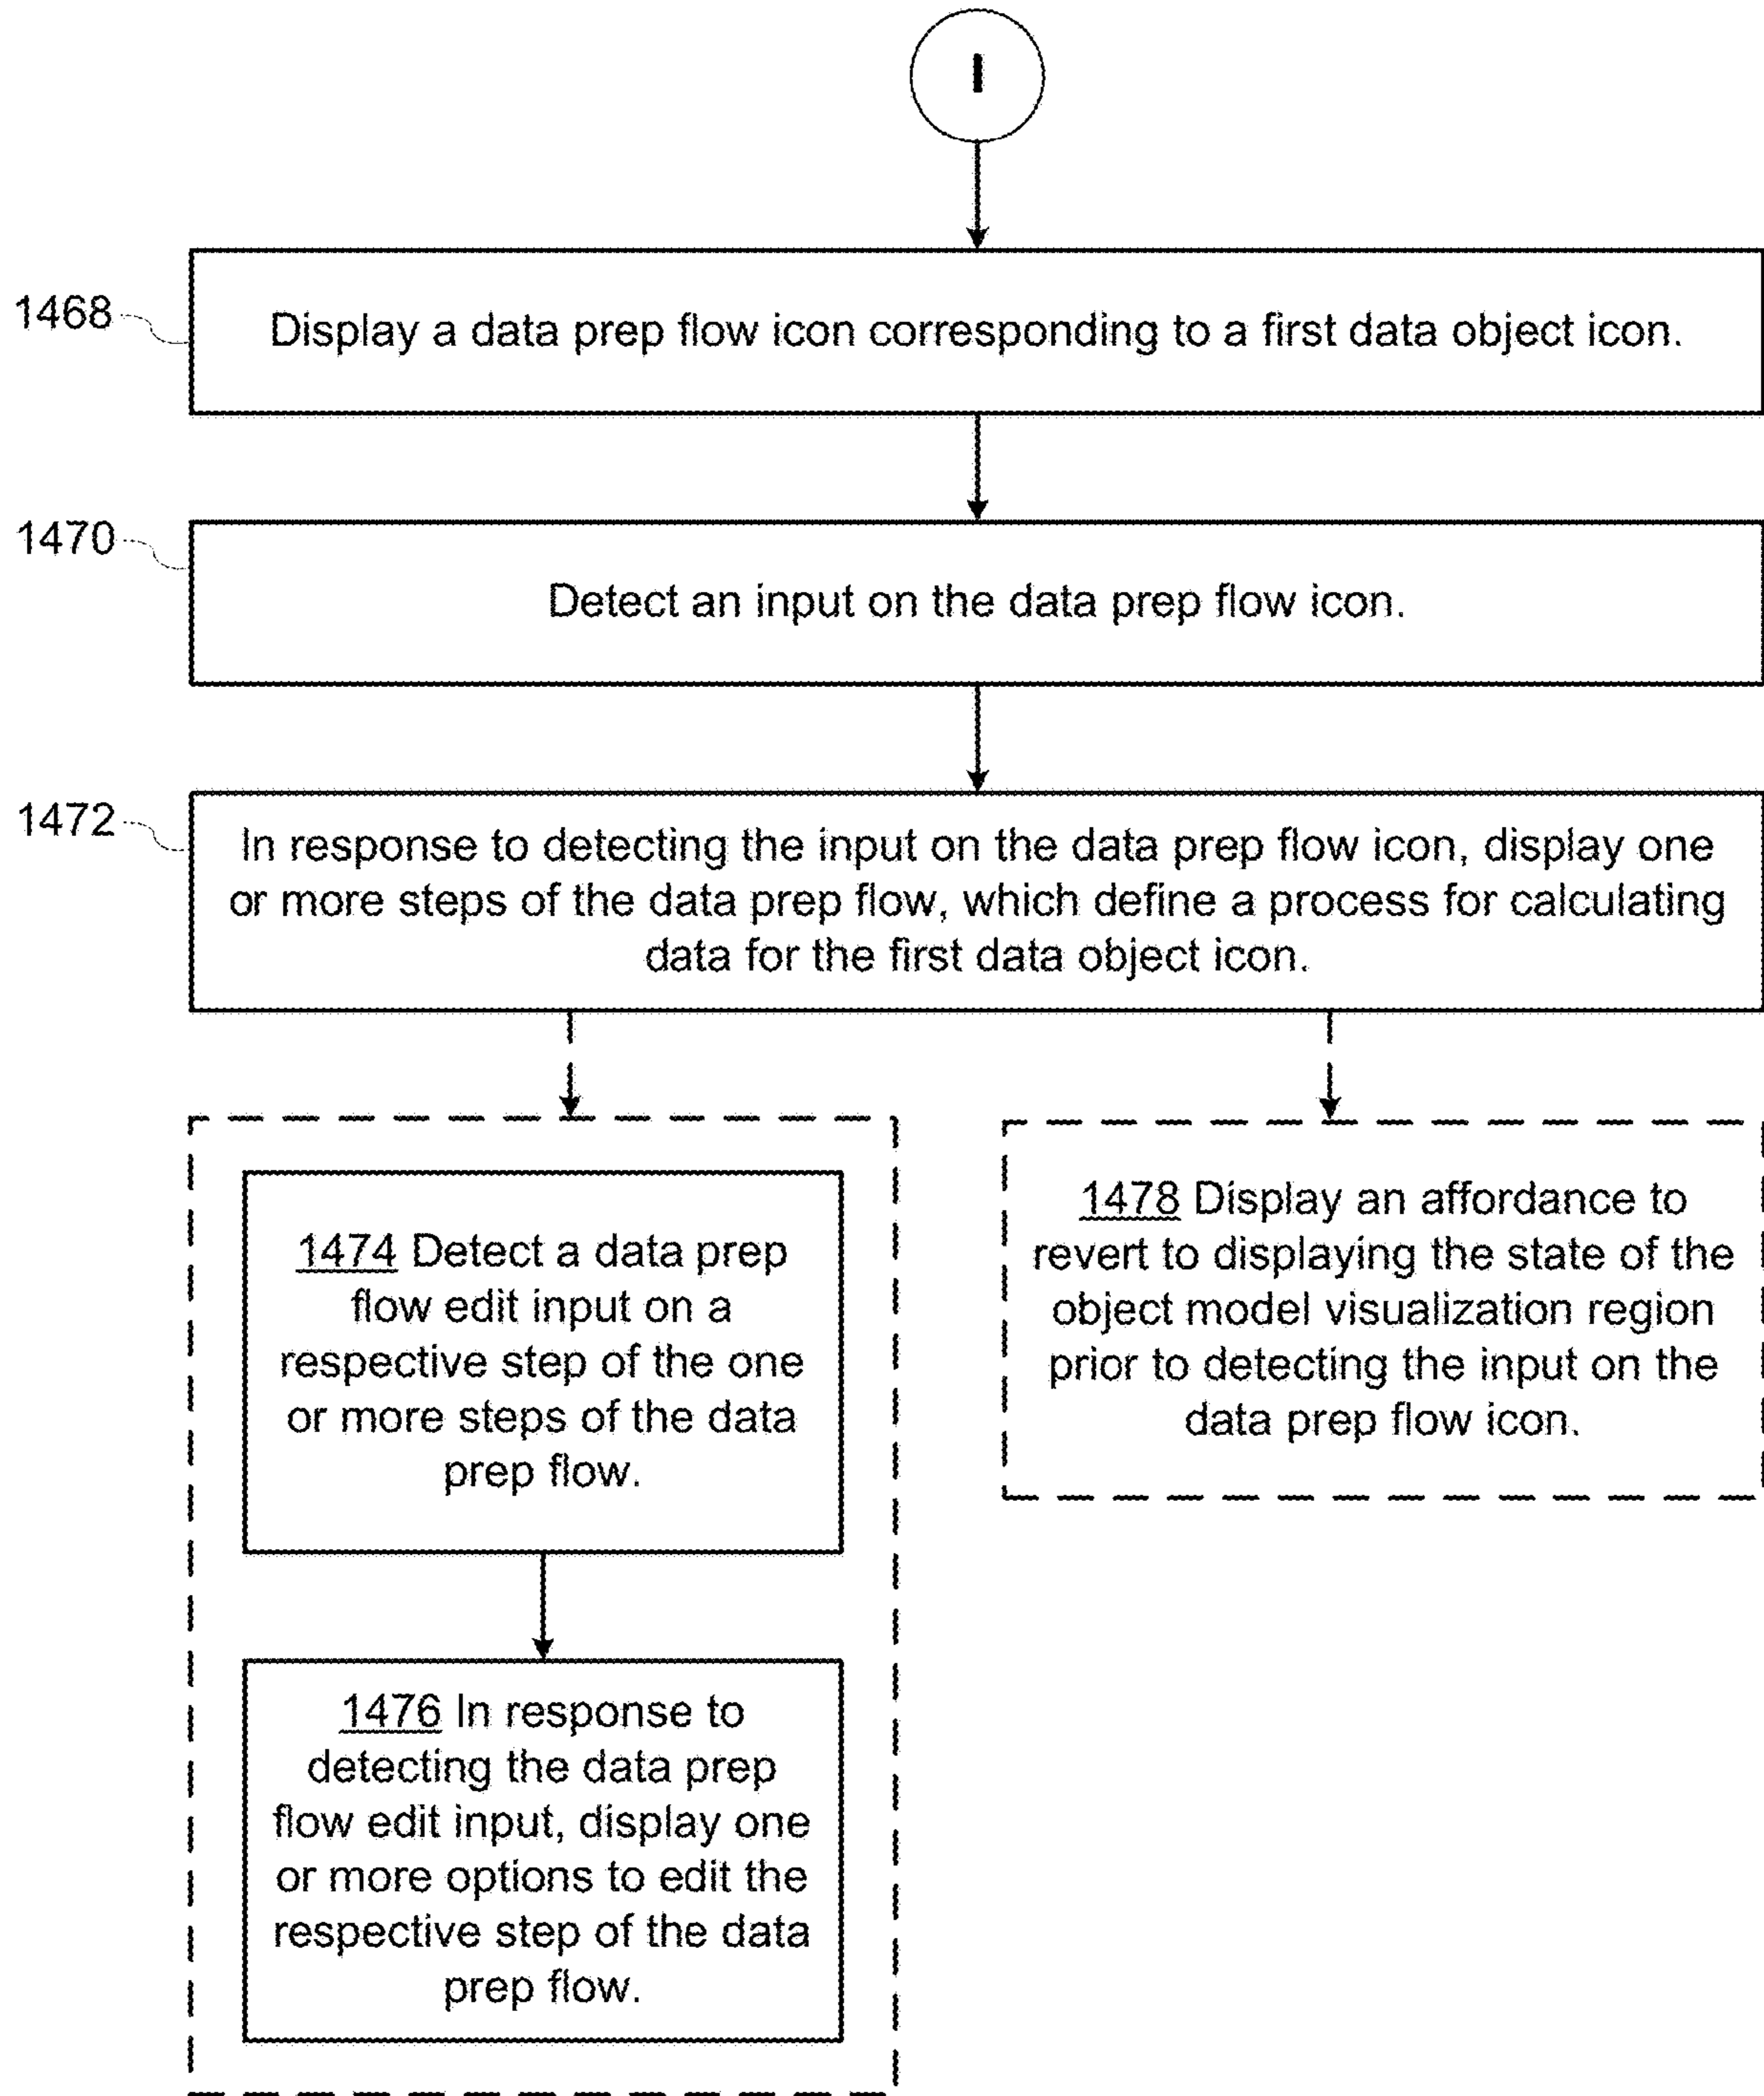 I
1468
Display a data prep flow icon corresponding to a first data object icon.
1470
Detect an input on the data prep flow icon.
1472
In response to detecting the input on the data prep flow icon, display one
or more steps of the data prep flow, which define a process for calculating
data for the first data object icon.
1474 Detect a data prep
flow edit input on a
respective step of the one
or more steps of the data
prep flow.
1476 In response to
detecting the data prep
flow edit input, display one
or more options to edit the
respective step of the data
prep flow.
1478 Display an affordance to
revert to displaying the state of the
object model visualization region
prior to detecting the input on the
data prep flow icon.